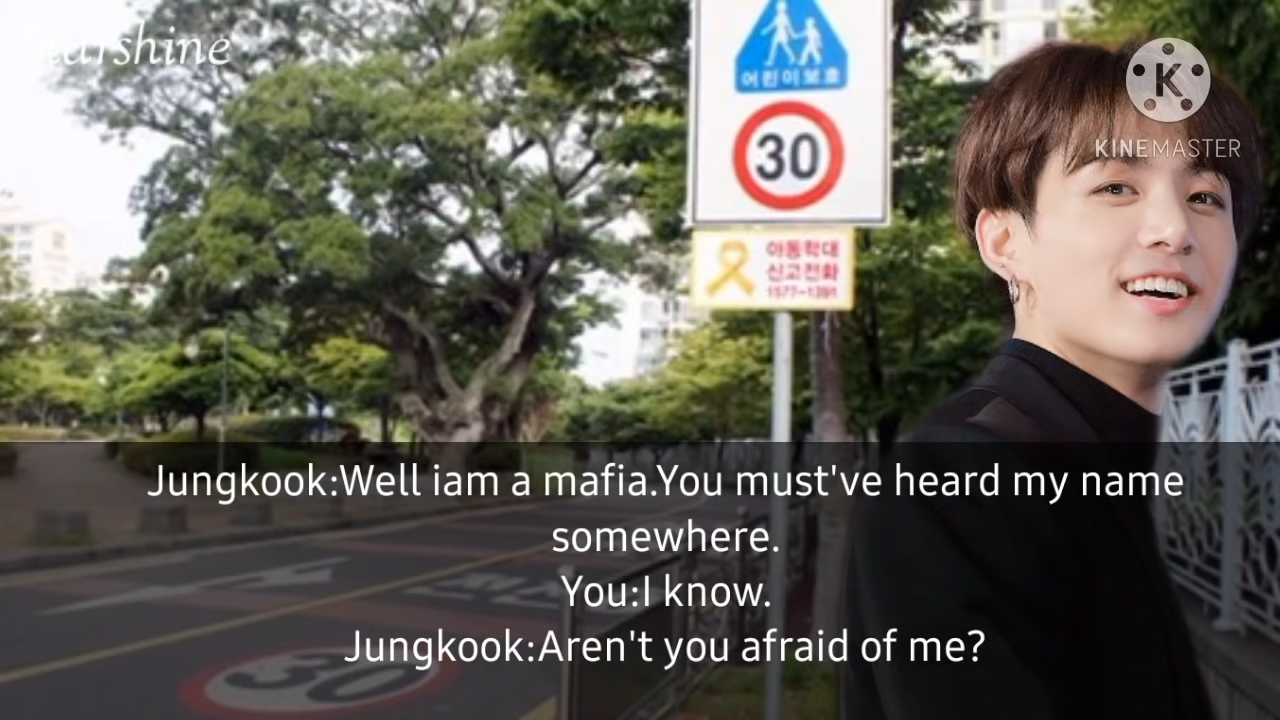 starshine
K
KINEMASTER
어린이보호
30
아동학대
신고전화
1577-1391
Jungkook:Well iam a mafia.You must've heard my name
somewhere.
You:I know.
Jungkook:Aren't you afraid of me?
30